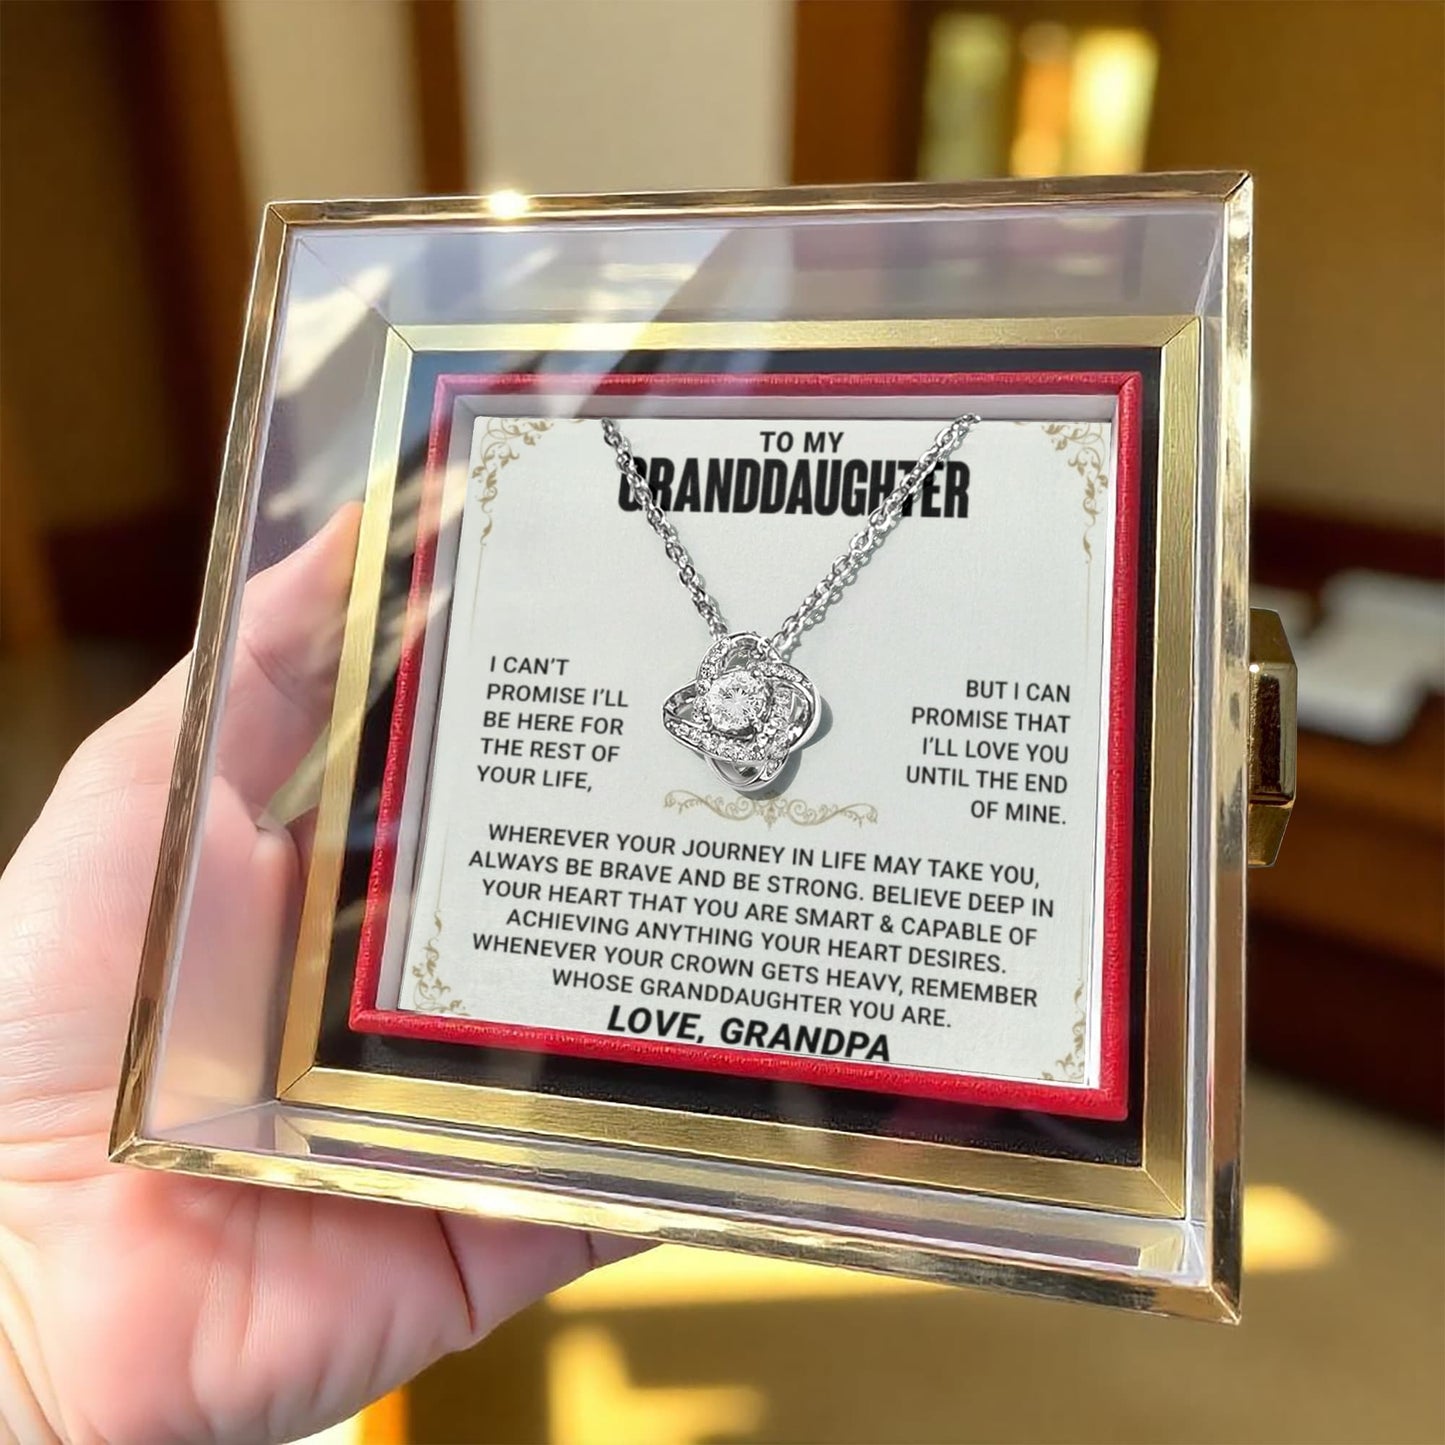 TO MY
GRANDDAUGHTER
I CAN'T
PROMISE I'LL
BE HERE FOR
THE REST OF
YOUR LIFE,
BUT I CAN
PROMISE THAT
I'LL LOVE YOU
UNTIL THE END
OF MINE.
WHEREVER YOUR JOURNEY IN LIFE MAY TAKE YOU,
ALWAYS BE BRAVE AND BE STRONG. BELIEVE DEEP IN
YOUR HEART THAT YOU ARE SMART & CAPABLE OF
ACHIEVING ANYTHING YOUR HEART DESIRES.
WHENEVER YOUR CROWN GETS HEAVY, REMEMBER
WHOSE GRANDDAUGHTER YOU ARE.
LOVE, GRANDPA